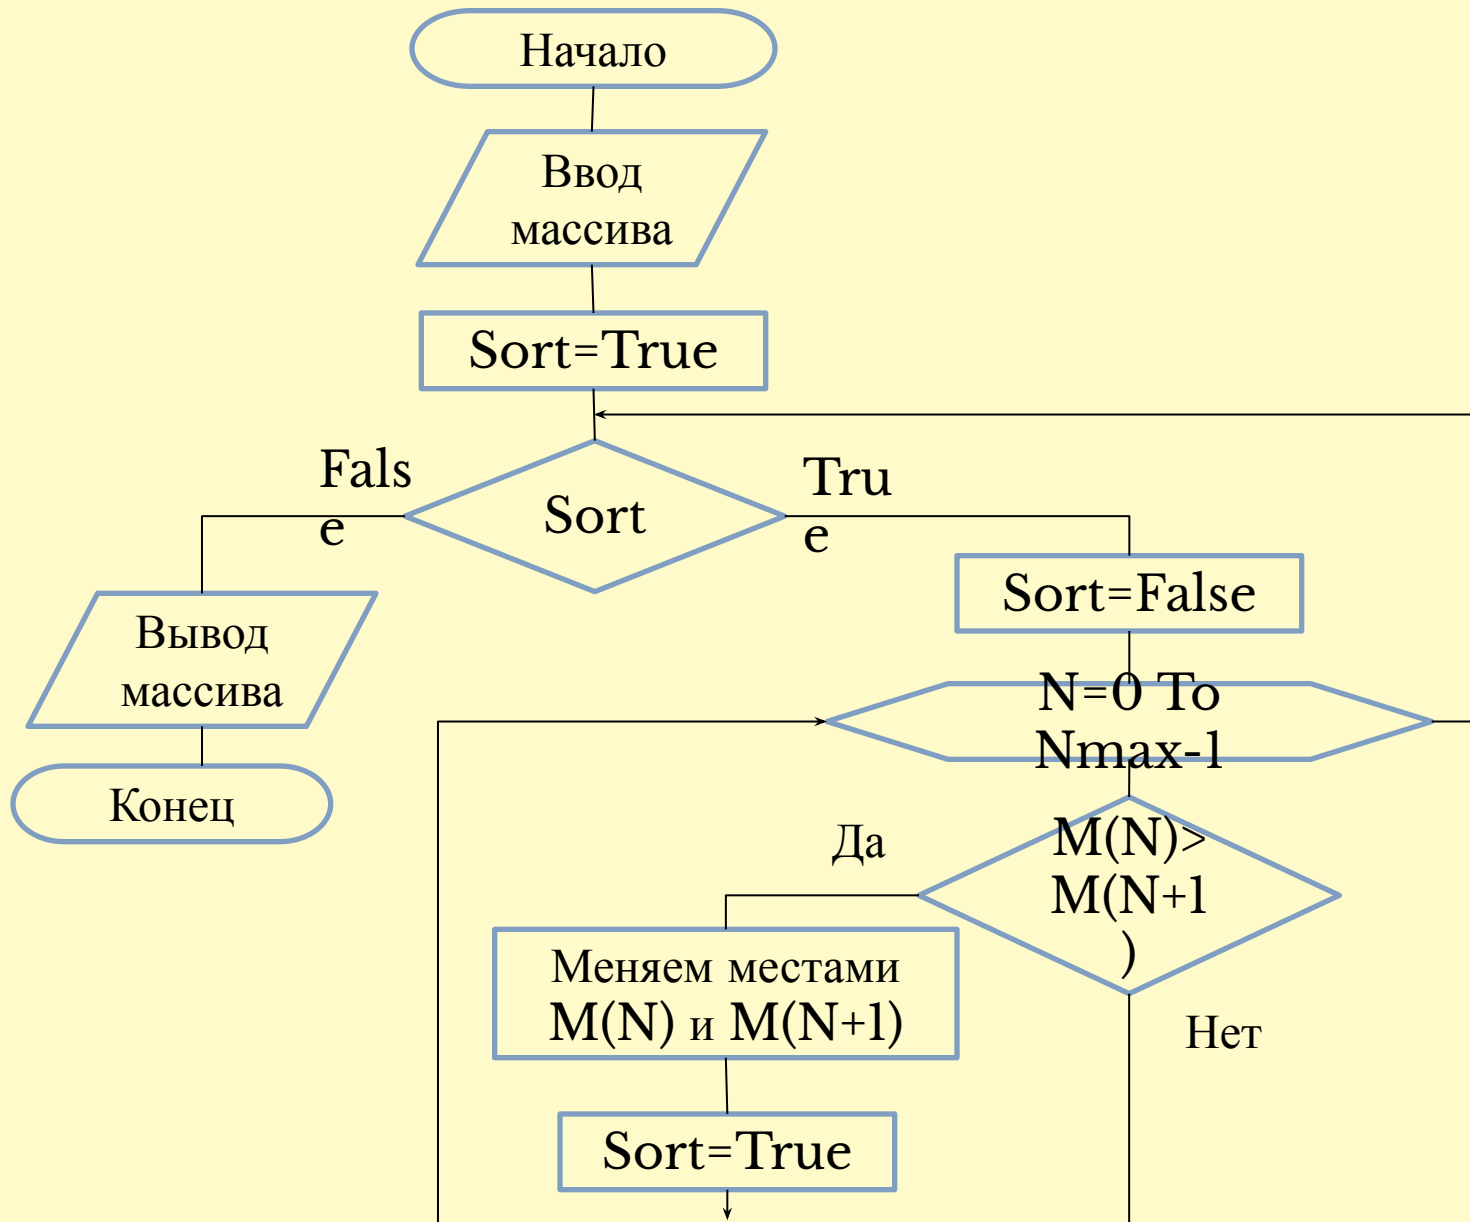 Начало
Ввод
массива
Sort=True
Fals
e
Sort
Tru
e
Sort=False
Вывод
массива
N=0 To
Nmax-1
Конец
Да
M(N)>
M(N+1
)
Меняем местами
M(N) и M(N+1)
Нет
Sort=True